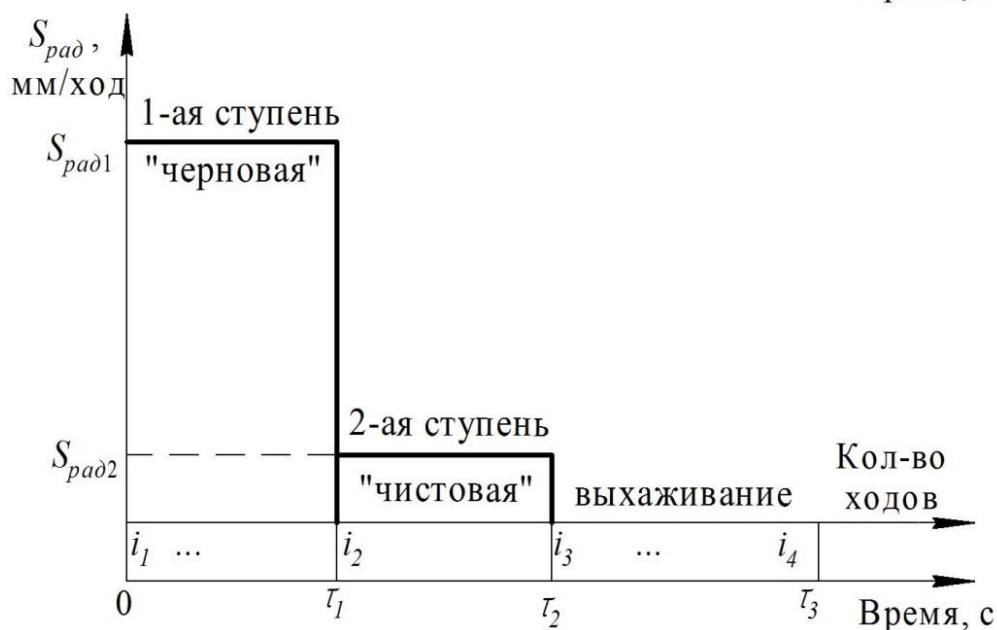 S_рад ,
мм/ход
1-ая ступень
S_рад1
"черновая"
2-ая ступень
S_рад2
"чистовая"
выхаживание
Кол-во
ходов
i_1 ... i_2 i_3 ... i_4
0 τ_1 τ_2 τ_3 Время, с